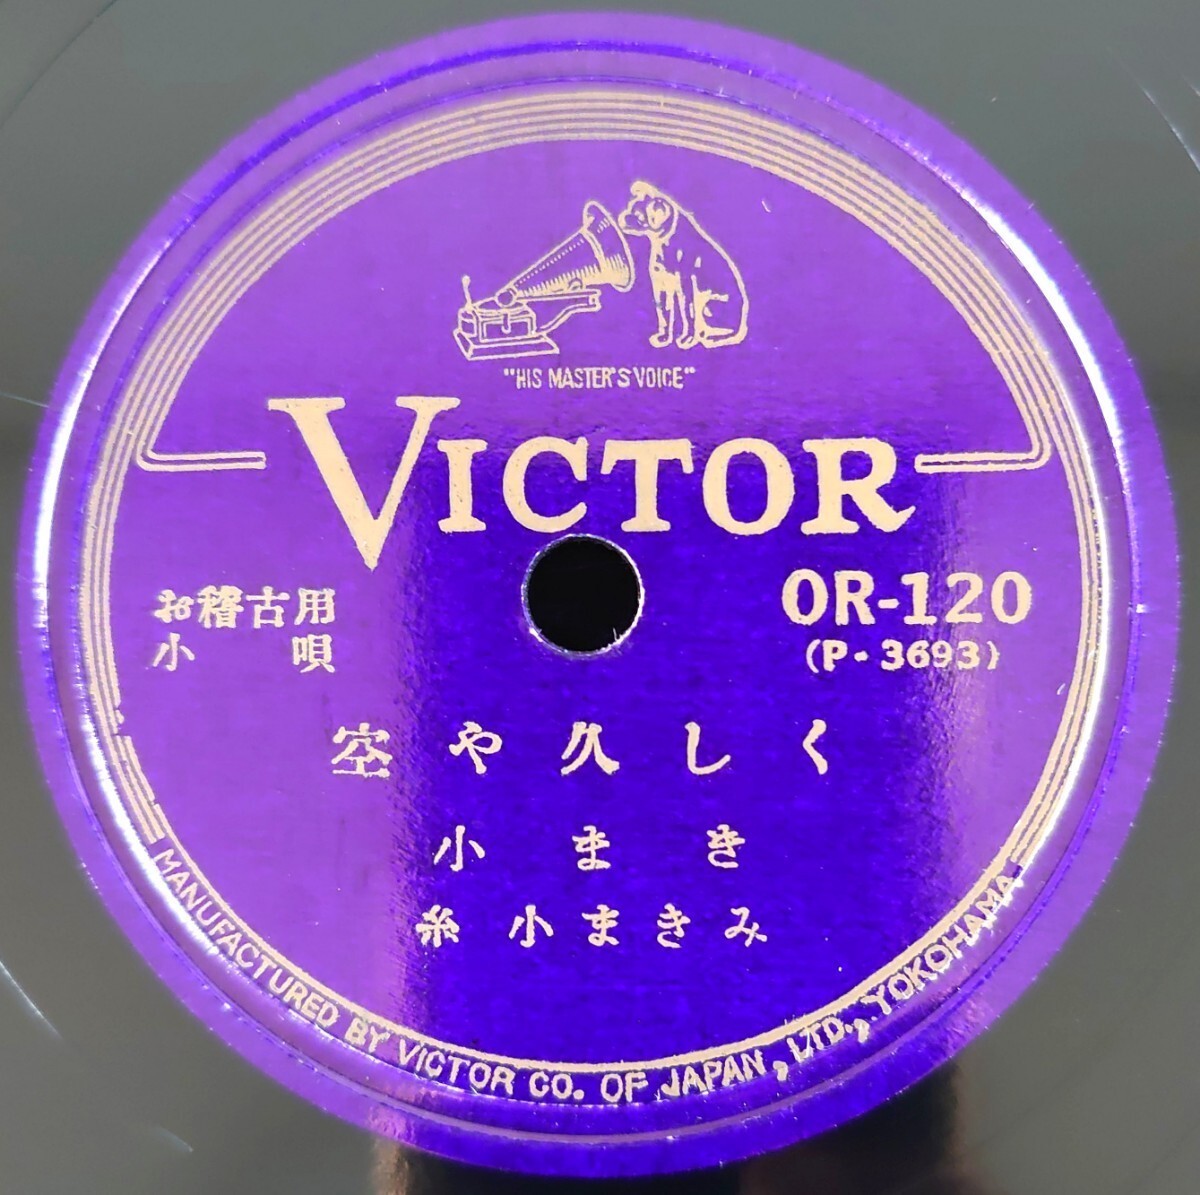 "HIS MASTER'S VOICE"
VICTOR
お稽古用
小唄
OR-120
(P-3693)
空や久しく
小まき
糸 小まきみ
MANUFACTURED BY VICTOR CO. OF JAPAN, LTD., YOKOHAMA